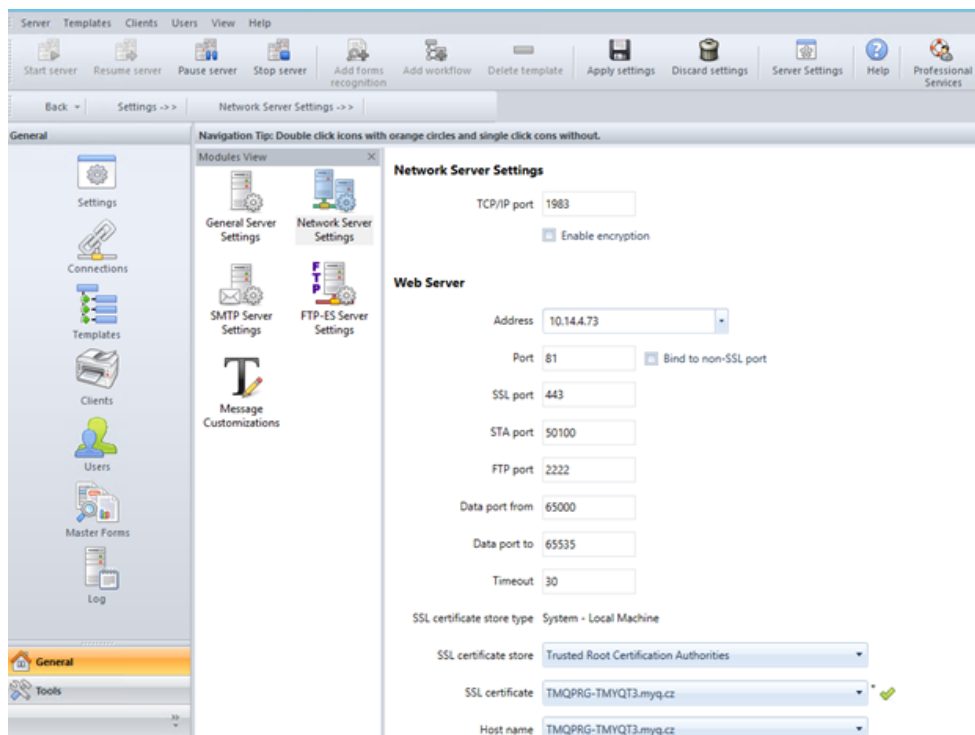 Server Templates Clients Users View Help
Start server Resume server Pause server Stop server Add forms recognition Add workflow Delete template Apply settings Discard settings Server Settings Help Professional Services
Back Settings ->> Network Server Settings ->>
General
Navigation Tip: Double click icons with orange circles and single click cons without.
Settings
Connections
Templates
Clients
Users
Master Forms
Log
General
Tools
Modules View
General Server Settings
Network Server Settings
SMTP Server Settings
FTP
FTP-ES Server Settings
Message Customizations
Network Server Settings
TCP/IP port 1983
Enable encryption
Web Server
Address 10.14.4.73
Port 81 Bind to non-SSL port
SSL port 443
STA port 50100
FTP port 2222
Data port from 65000
Data port to 65535
Timeout 30
SSL certificate store type System - Local Machine
SSL certificate store Trusted Root Certification Authorities
SSL certificate TMQPRG-TMYQT3.myq.cz *
Host name TMQPRG-TMYQT3.myq.cz